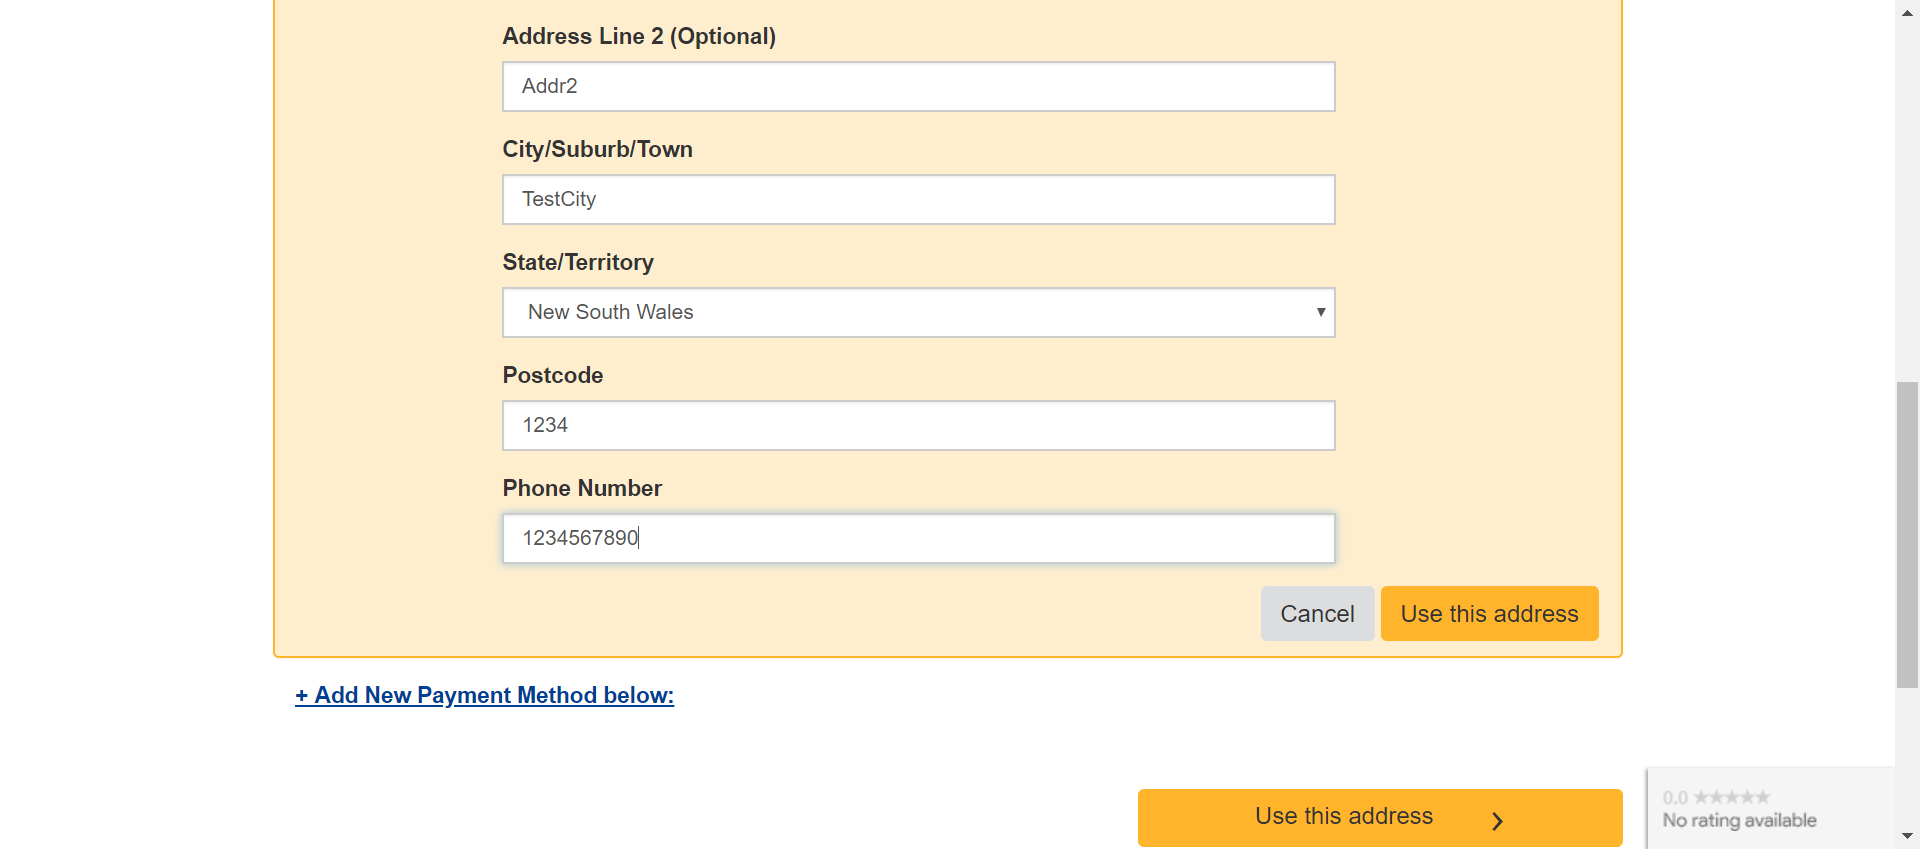 Address Line 2 (Optional)
Addr2
City/Suburb/Town
TestCity
State/Territory
New South Wales
Postcode
1234
Phone Number
1234567890
Cancel
Use this address
+ Add New Payment Method below:
Use this address
0.0
No rating available